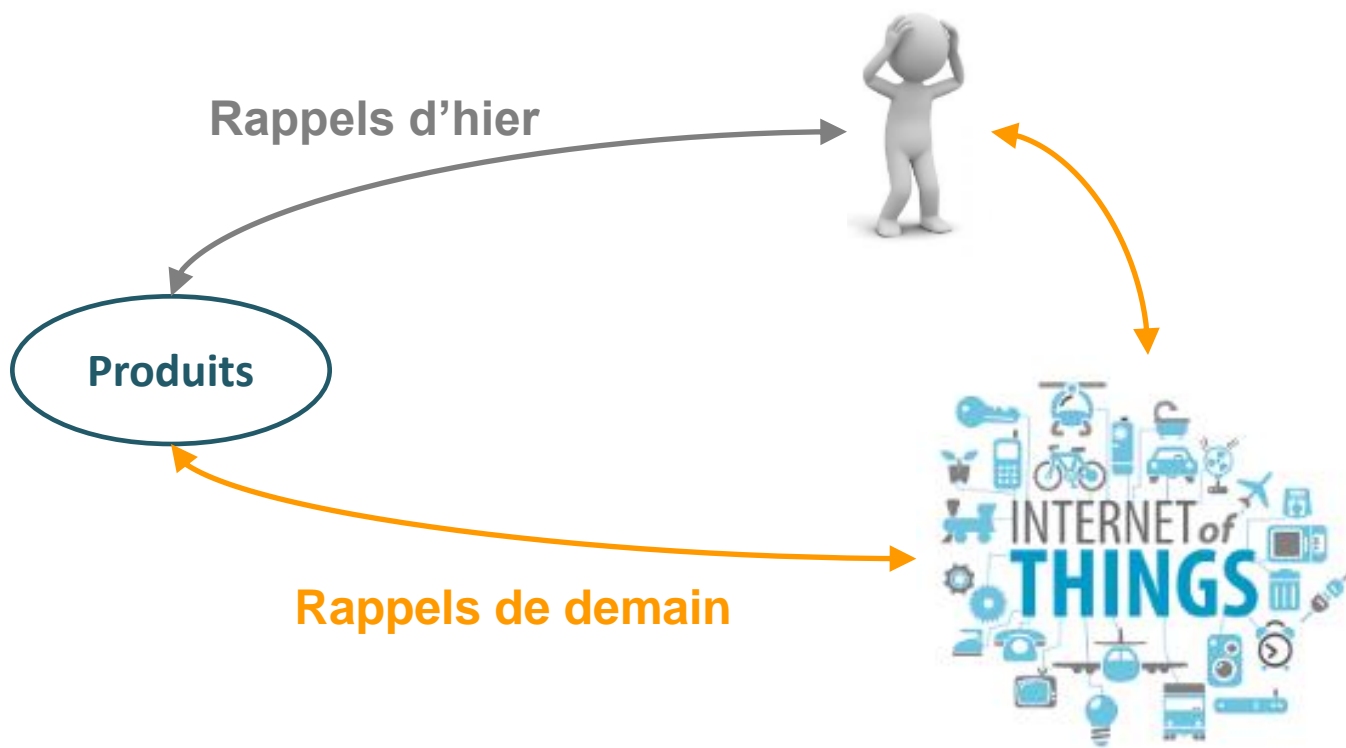 Rappels d’hier
Produits
INTERNET of
THINGS
Rappels de demain